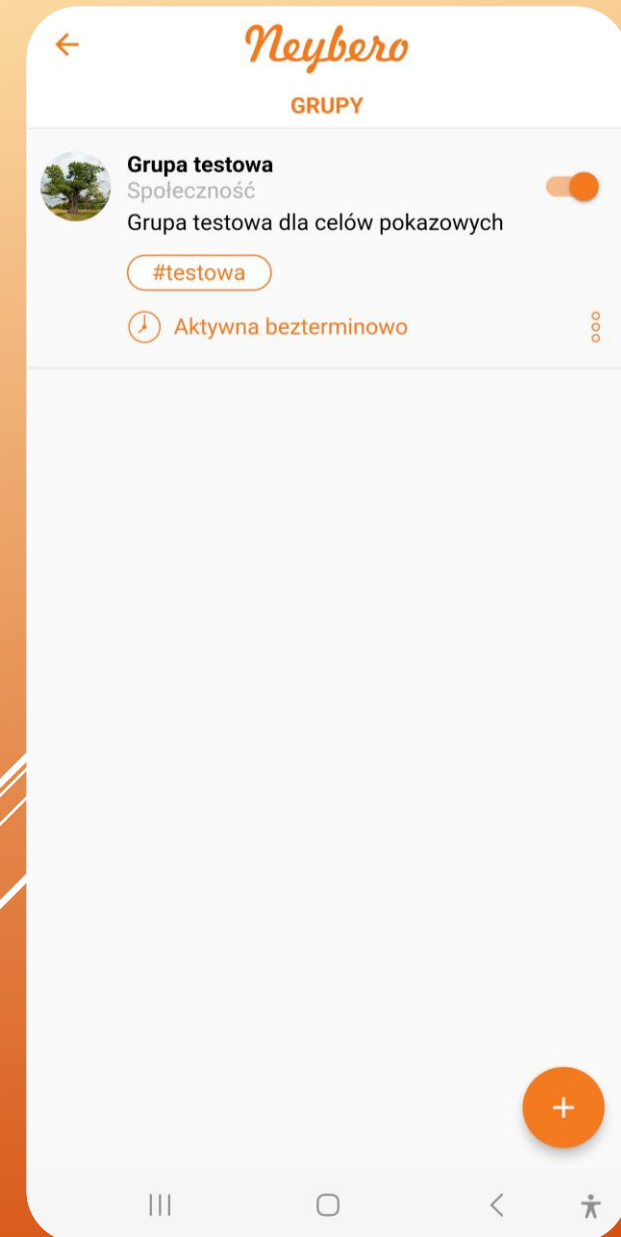 Neybero
GRUPY
Grupa testowa
Społeczność
Grupa testowa dla celów pokazowych
#testowa
Aktywna bezterminowo